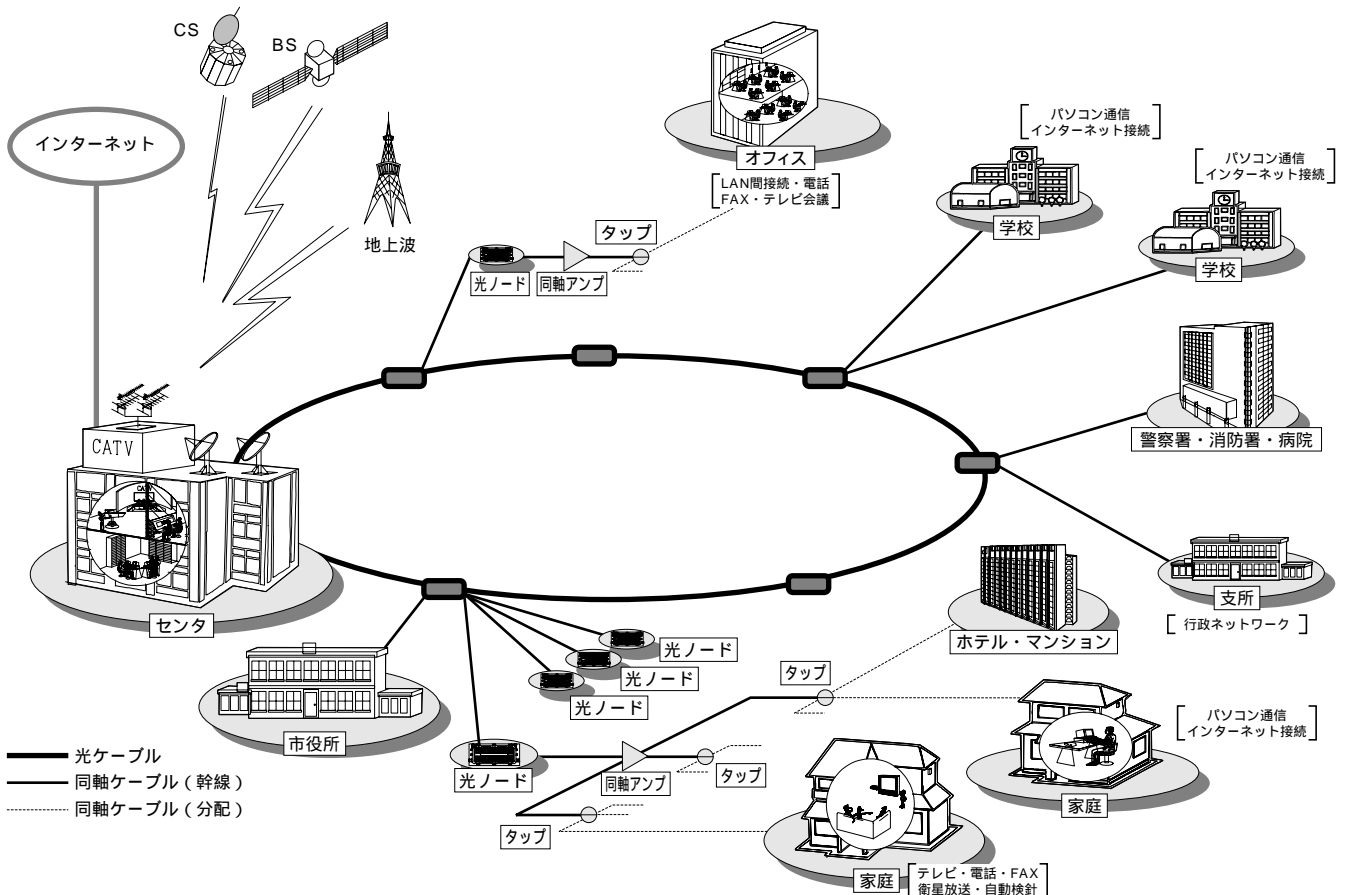 CS
BS
インターネット
地上波
オフィス
LAN間接続・電話
FAX・テレビ会議
タップ
光ノード
同軸アンプ
パソコン通信
インターネット接続
学校
パソコン通信
インターネット接続
学校
警察署・消防署・病院
支所
行政ネットワーク
CATV
CATV
センタ
市役所
光ノード
光ノード
光ノード
光ノード
同軸アンプ
タップ
タップ
タップ
ホテル・マンション
パソコン通信
インターネット接続
家庭
家庭
テレビ・電話・FAX
衛星放送・自動検針
光ケーブル
同軸ケーブル（幹線）
同軸ケーブル（分配）